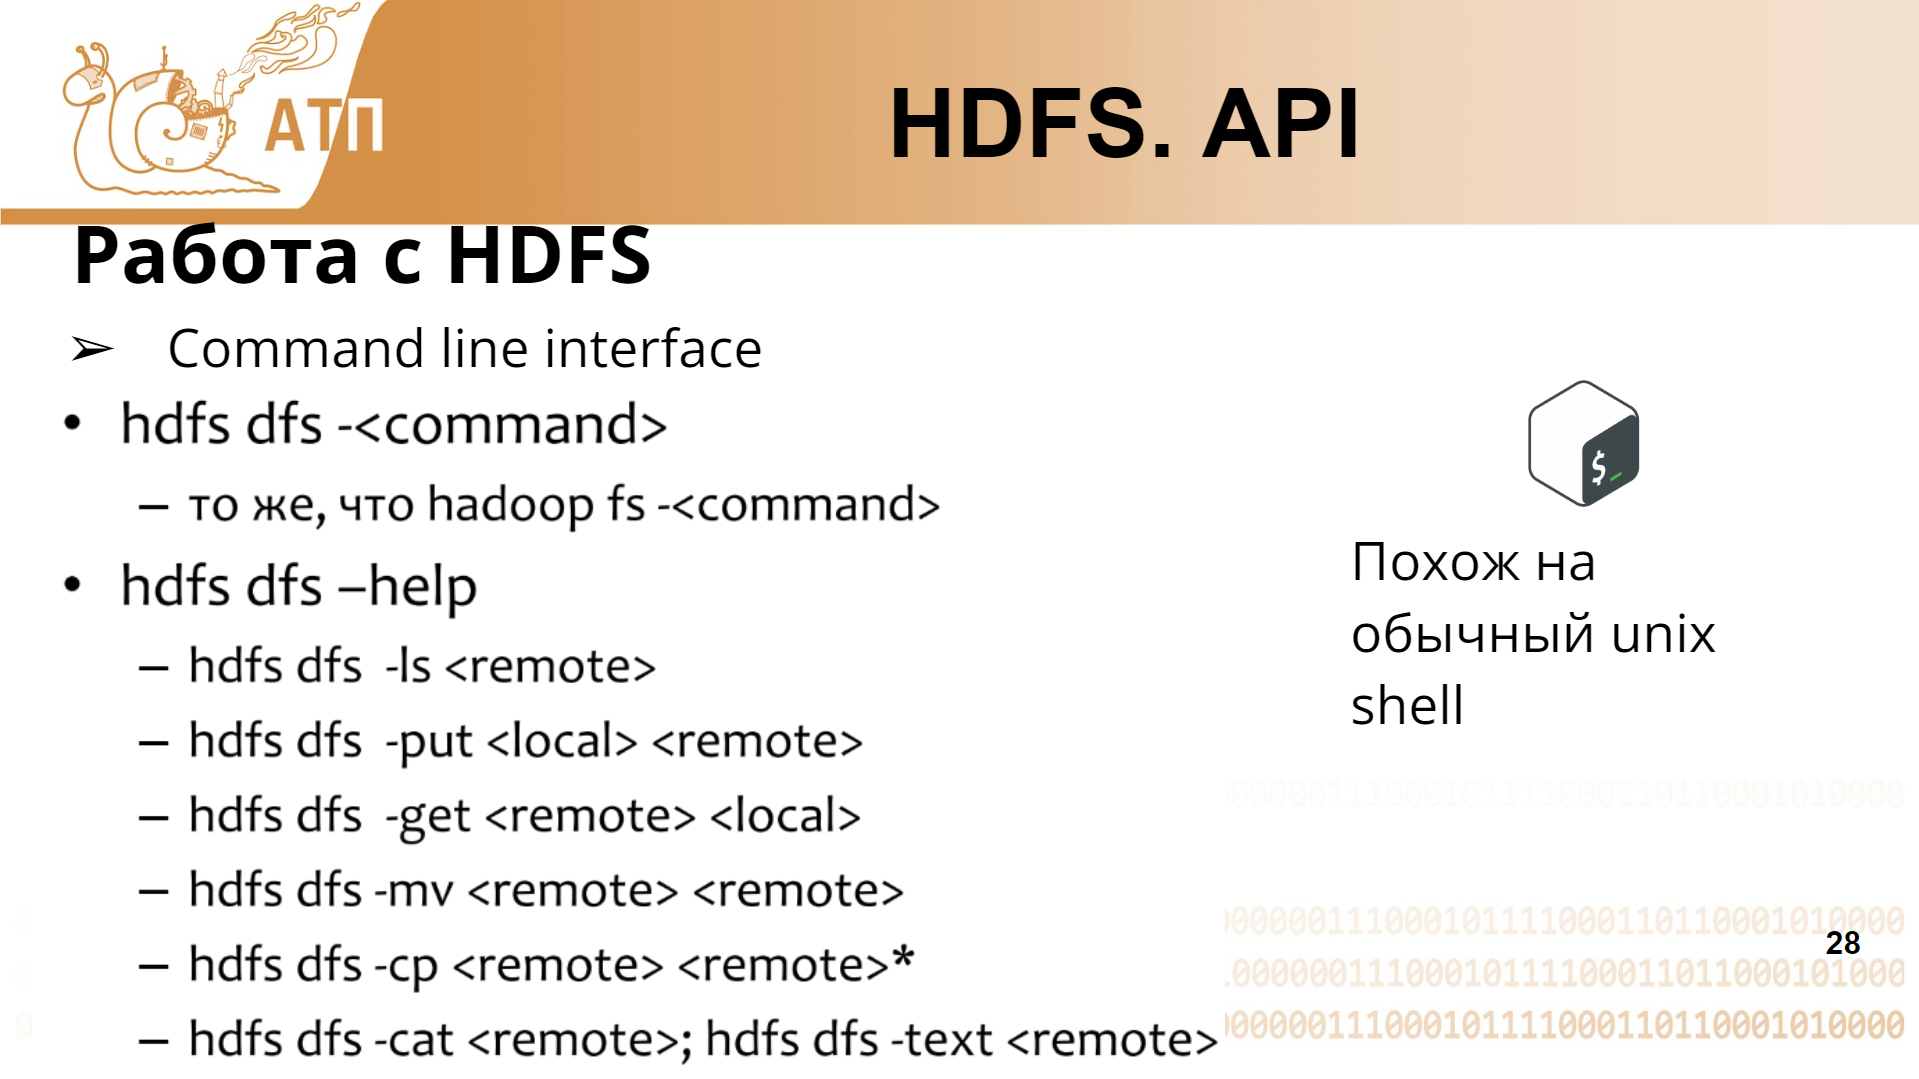 АТП
HDFS. API
Работа с HDFS
➢ Command line interface
• hdfs dfs -<command>
– то же, что hadoop fs -<command>
• hdfs dfs –help
– hdfs dfs -ls <remote>
– hdfs dfs -put <local> <remote>
– hdfs dfs -get <remote> <local>
– hdfs dfs -mv <remote> <remote>
– hdfs dfs -cp <remote> <remote>*
– hdfs dfs -cat <remote>; hdfs dfs -text <remote>
$_
Похож на
обычный unix
shell
28